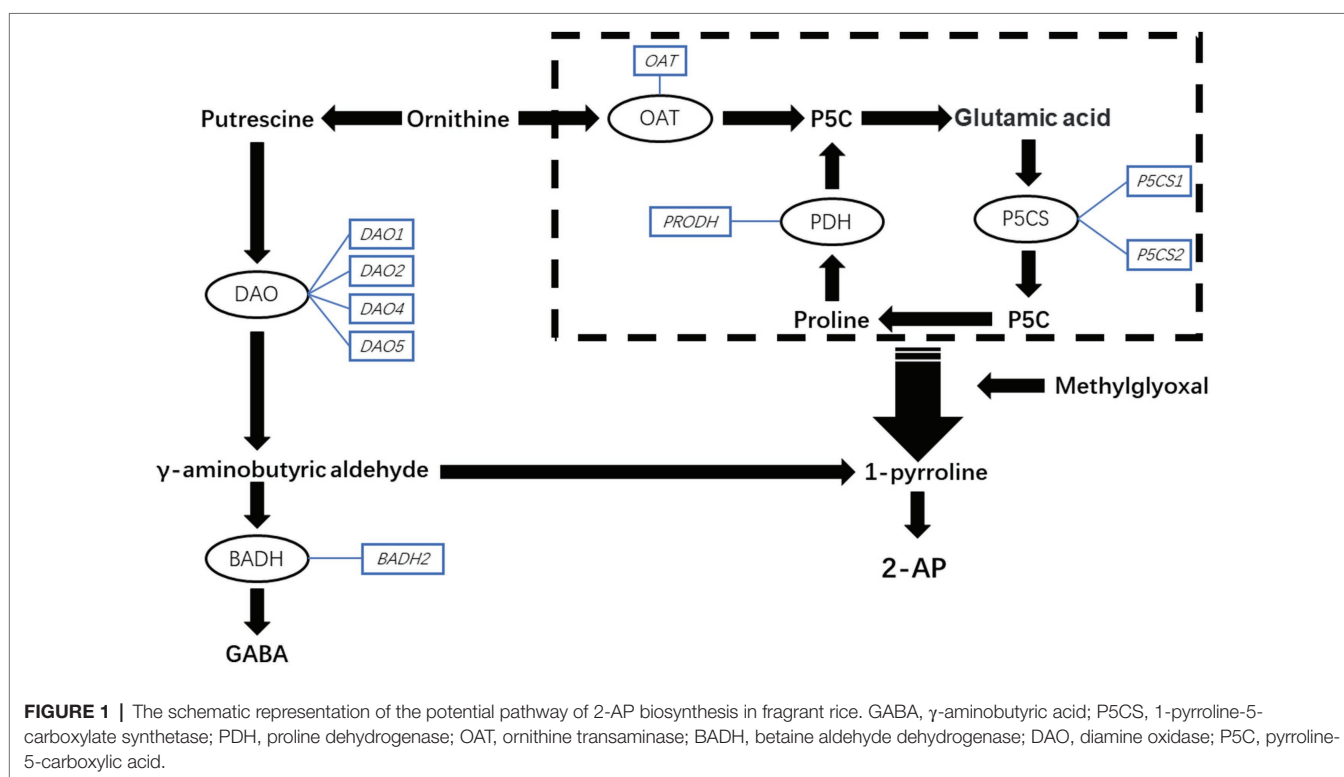 OAT
Putrescine
Ornithine
OAT
P5C
Glutamic acid
P5CS1
PRODH
PDH
P5CS
P5CS2
DAO1
DAO2
DAO
DAO4
DAO5
Proline
P5C
Methylglyoxal
γ-aminobutyric aldehyde
1-pyrroline
BADH
BADH2
2-AP
GABA
FIGURE 1 | The schematic representation of the potential pathway of 2-AP biosynthesis in fragrant rice. GABA, γ-aminobutyric acid; P5CS, 1-pyrroline-5-
carboxylate synthetase; PDH, proline dehydrogenase; OAT, ornithine transaminase; BADH, betaine aldehyde dehydrogenase; DAO, diamine oxidase; P5C, pyrroline-
5-carboxylic acid.